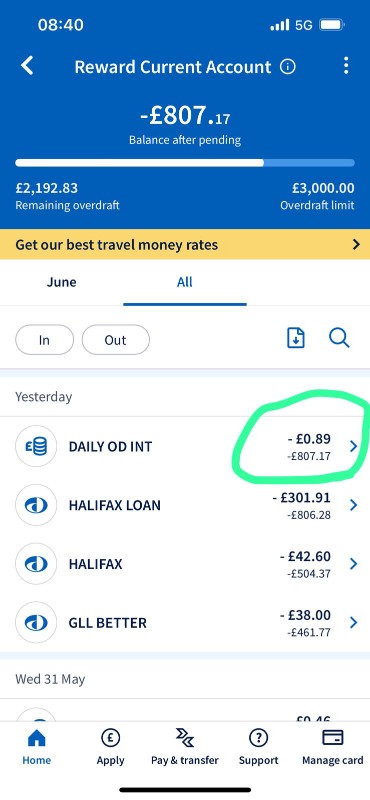 08:40 5G
Reward Current Account
-£807.17
Balance after pending
£2,192.83 £3,000.00
Remaining overdraft Overdraft limit
Get our best travel money rates
June All
In Out
Yesterday
DAILY OD INT - £0.89
-£807.17
HALIFAX LOAN - £301.91
-£806.28
HALIFAX - £42.60
-£504.37
GLL BETTER - £38.00
-£461.77
Wed 31 May
£0.46
Home Apply Pay & transfer Support Manage card